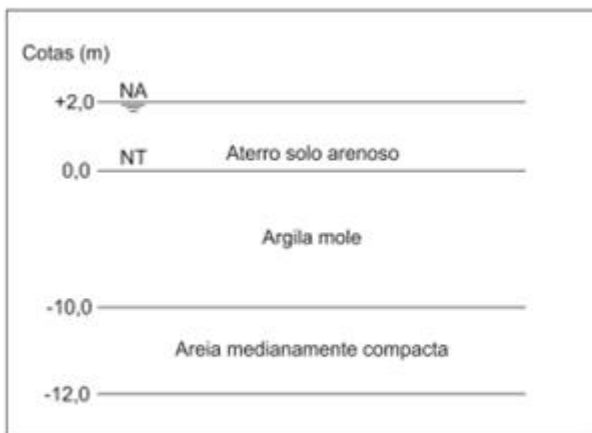 Cotas (m)
NA
+2,0
NT
Aterro solo arenoso
0,0
Argila mole
-10,0
Areia medianamente compacta
-12,0